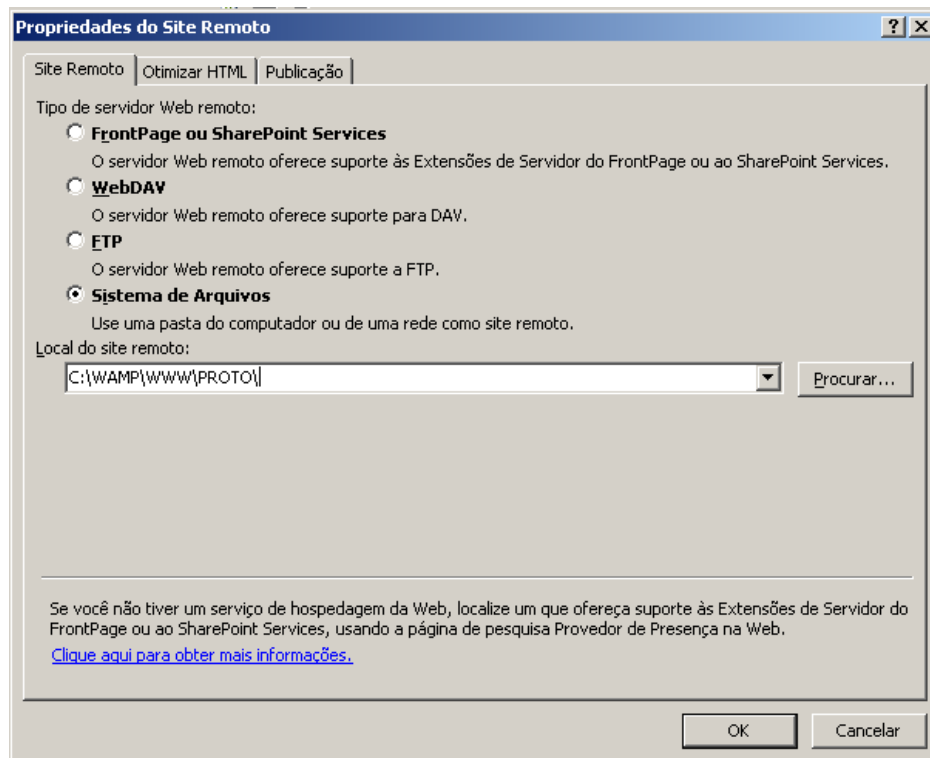 Propriedades do Site Remoto
Site Remoto
Otimizar HTML
Publicação
Tipo de servidor Web remoto:
FrontPage ou SharePoint Services
O servidor Web remoto oferece suporte às Extensões de Servidor do FrontPage ou ao SharePoint Services.
WebDAV
O servidor Web remoto oferece suporte para DAV.
FTP
O servidor Web remoto oferece suporte a FTP.
Sistema de Arquivos
Use uma pasta do computador ou de uma rede como site remoto.
Local do site remoto:
C:\WAMP\WWW\PROTO\
Procurar...
Se você não tiver um serviço de hospedagem da Web, localize um que ofereça suporte às Extensões de Servidor do
FrontPage ou ao SharePoint Services, usando a página de pesquisa Provedor de Presença na Web.
Clique aqui para obter mais informações.
OK
Cancelar